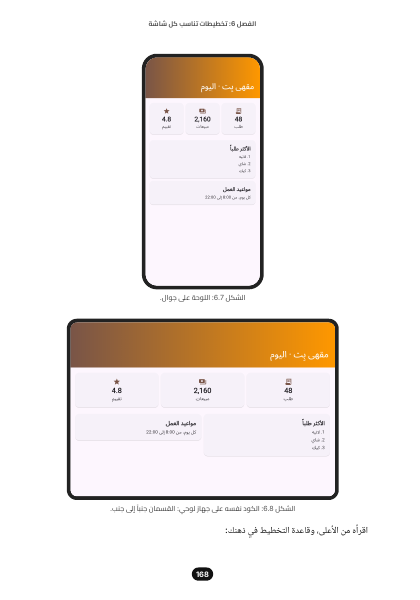 الفصل 6: تخطيطات تناسب كل شاشة
مقهى بِت · اليوم
48
2,160
4.8
طلب
مبيعات
تقييم
الأكثر طلباً
1. لاتيه
2. شاي
3. كيك
مواعيد العمل
كل يوم، من 8:00 إلى 22:00
الشكل 6.7: اللوحة على جوال.
مقهى بِت · اليوم
48
2,160
4.8
طلب
مبيعات
تقييم
الأكثر طلباً
1. لاتيه
2. شاي
3. كيك
مواعيد العمل
كل يوم، من 8:00 إلى 22:00
الشكل 6.8: الكود نفسه على جهاز لوحي: القسمان جنباً إلى جنب.
اقرأه من الأعلى، وقاعدة التخطيط في ذهنك:
168